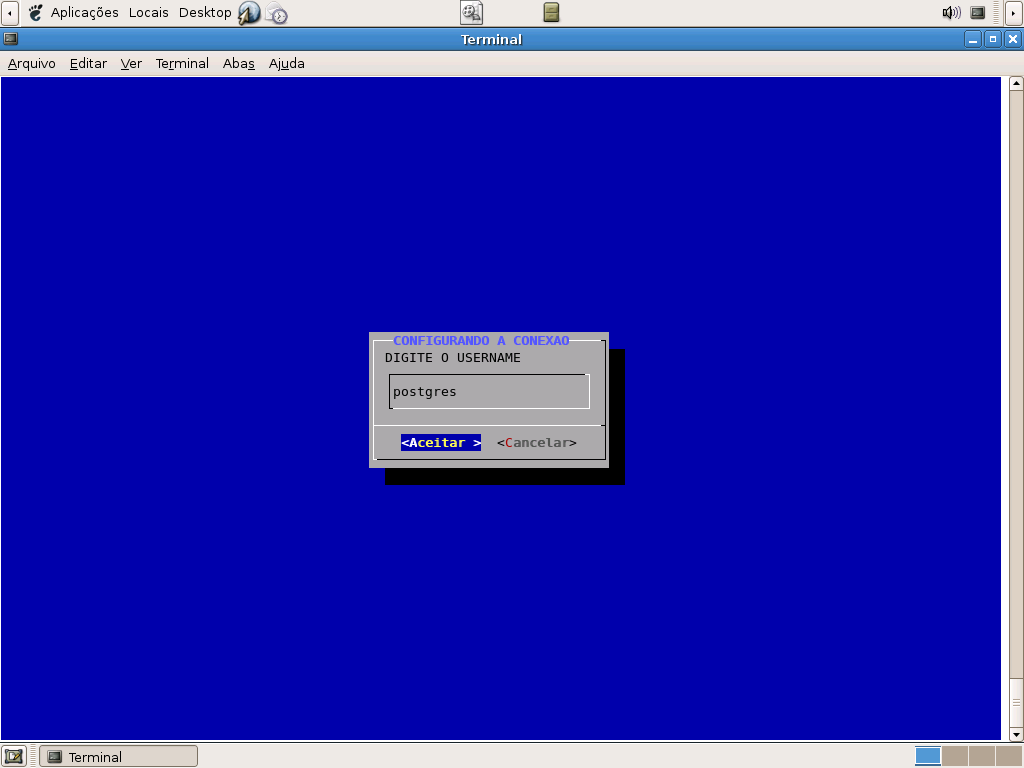 Aplicações Locais Desktop
Terminal
Arquivo Editar Ver Terminal Abas Ajuda
CONFIGURANDO A CONEXAO
DIGITE O USERNAME
postgres
<Aceitar > <Cancelar>
Terminal